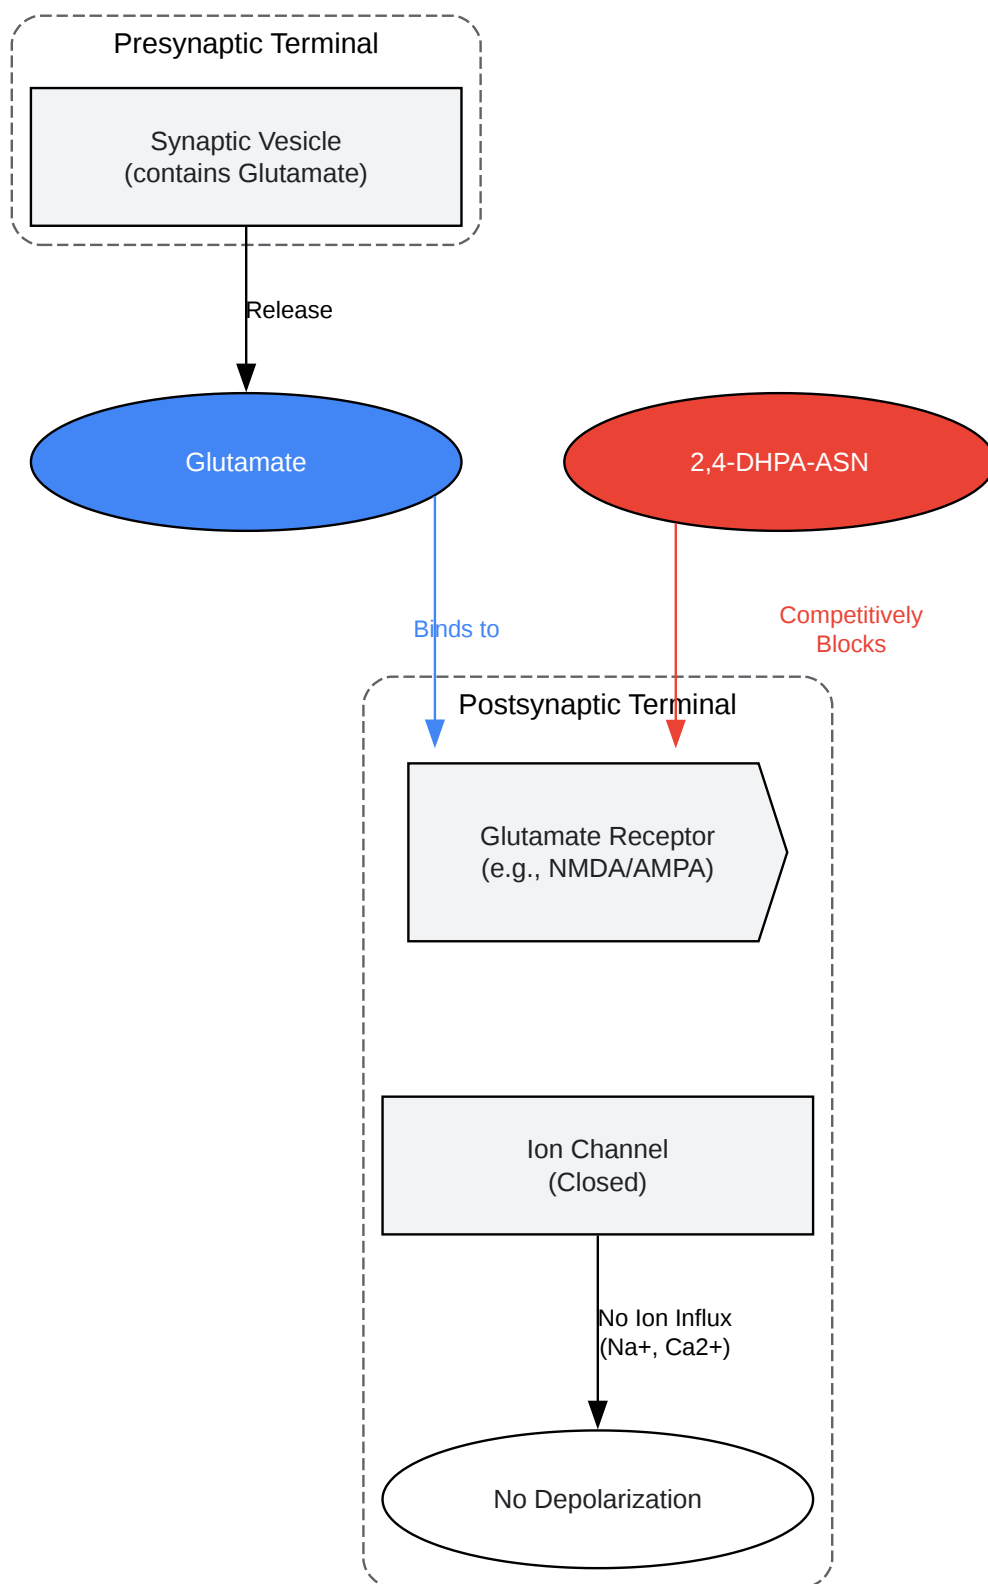 Presynaptic Terminal
Synaptic Vesicle
(contains Glutamate)
Release
Glutamate
2,4-DHPA-ASN
Binds to
Competitively
Blocks
Postsynaptic Terminal
Glutamate Receptor
(e.g., NMDA/AMPA)
Ion Channel
(Closed)
No Ion Influx
(Na+, Ca2+)
No Depolarization